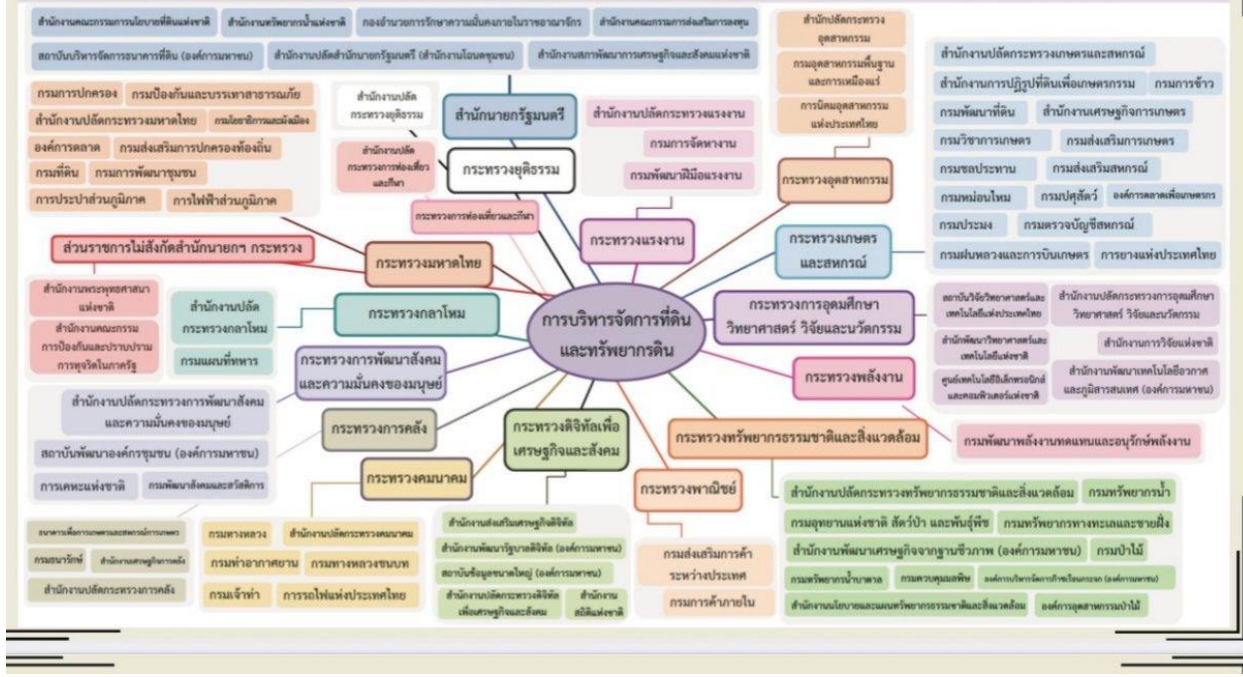 สำนักงานคณะกรรมการนโยบายที่ดินแห่งชาติ
สำนักงานทรัพยากรน้ำแห่งชาติ
กองอำนวยการรักษาความมั่นคงภายในราชอาณาจักร
สำนักงานคณะกรรมการส่งเสริมการลงทุน
สถาบันบริหารจัดการธนาคารที่ดิน (องค์การมหาชน)
สำนักงานปลัดสำนักนายกรัฐมนตรี (สำนักงานโฉนดชุมชน)
สำนักงานสภาพัฒนาการเศรษฐกิจและสังคมแห่งชาติ
สำนักนายกรัฐมนตรี
สำนักงานปลัด
กระทรวงยุติธรรม
กระทรวงยุติธรรม
สำนักงานปลัด
กระทรวงการท่องเที่ยว
และกีฬา
กระทรวงการท่องเที่ยวและกีฬา
กรมการปกครอง
กรมป้องกันและบรรเทาสาธารณภัย
สำนักงานปลัดกระทรวงมหาดไทย
กรมโยธาธิการและผังเมือง
องค์การตลาด
กรมส่งเสริมการปกครองท้องถิ่น
กรมที่ดิน
กรมการพัฒนาชุมชน
การประปาส่วนภูมิภาค
การไฟฟ้าส่วนภูมิภาค
กระทรวงมหาดไทย
สำนักงานปลัดกระทรวงแรงงาน
กรมการจัดหางาน
กรมพัฒนาฝีมือแรงงาน
กระทรวงแรงงาน
สำนักปลัดกระทรวง
อุตสาหกรรม
กรมอุตสาหกรรมพื้นฐาน
และการเหมืองแร่
การนิคมอุตสาหกรรม
แห่งประเทศไทย
กระทรวงอุตสาหกรรม
สำนักงานปลัดกระทรวงเกษตรและสหกรณ์
สำนักงานการปฏิรูปที่ดินเพื่อเกษตรกรรม
กรมการข้าว
กรมพัฒนาที่ดิน
สำนักงานเศรษฐกิจการเกษตร
กรมวิชาการเกษตร
กรมส่งเสริมการเกษตร
กรมชลประทาน
กรมส่งเสริมสหกรณ์
กรมหม่อนไหม
กรมปศุสัตว์
องค์การตลาดเพื่อเกษตรกร
กรมประมง
กรมตรวจบัญชีสหกรณ์
กรมฝนหลวงและการบินเกษตร
การยางแห่งประเทศไทย
กระทรวงเกษตร
และสหกรณ์
ส่วนราชการไม่สังกัดสำนักนายกฯ กระทรวง
สำนักงานพระพุทธศาสนา
แห่งชาติ
สำนักงานคณะกรรม
การป้องกันและปราบปราม
การทุจริตในภาครัฐ
สำนักงานปลัด
กระทรวงกลาโหม
กรมแผนที่ทหาร
กระทรวงกลาโหม
การบริหารจัดการที่ดิน
และทรัพยากรดิน
กระทรวงการอุดมศึกษา
วิทยาศาสตร์ วิจัยและนวัตกรรม
สถาบันวิจัยวิทยาศาสตร์และ
เทคโนโลยีแห่งประเทศไทย
สำนักงานปลัดกระทรวงการอุดมศึกษา
วิทยาศาสตร์ วิจัยและนวัตกรรม
สำนักพัฒนาวิทยาศาสตร์และ
เทคโนโลยีแห่งชาติ
สำนักงานการวิจัยแห่งชาติ
ศูนย์เทคโนโลยีอิเล็กทรอนิกส์
และคอมพิวเตอร์แห่งชาติ
สำนักงานพัฒนาเทคโนโลยีอวกาศ
และภูมิสารสนเทศ (องค์การมหาชน)
กระทรวงพลังงาน
กรมพัฒนาพลังงานทดแทนและอนุรักษ์พลังงาน
กระทรวงการพัฒนาสังคม
และความมั่นคงของมนุษย์
สำนักงานปลัดกระทรวงการพัฒนาสังคม
และความมั่นคงของมนุษย์
สถาบันพัฒนาองค์กรชุมชน (องค์การมหาชน)
การเคหะแห่งชาติ
กรมพัฒนาสังคมและสวัสดิการ
กระทรวงการคลัง
ธนาคารเพื่อการเกษตรและสหกรณ์การเกษตร
กรมธนารักษ์
สำนักงานเศรษฐกิจการคลัง
สำนักงานปลัดกระทรวงการคลัง
กระทรวงคมนาคม
กรมทางหลวง
สำนักงานปลัดกระทรวงคมนาคม
กรมท่าอากาศยาน
กรมทางหลวงชนบท
กรมเจ้าท่า
การรถไฟแห่งประเทศไทย
กระทรวงดิจิทัลเพื่อ
เศรษฐกิจและสังคม
สำนักงานส่งเสริมเศรษฐกิจดิจิทัล
สำนักงานพัฒนารัฐบาลดิจิทัล (องค์การมหาชน)
สถาบันข้อมูลขนาดใหญ่ (องค์การมหาชน)
สำนักงานปลัดกระทรวงดิจิทัล
เพื่อเศรษฐกิจและสังคม
สำนักงาน
สถิติแห่งชาติ
กระทรวงพาณิชย์
กรมส่งเสริมการค้า
ระหว่างประเทศ
กรมการค้าภายใน
กระทรวงทรัพยากรธรรมชาติและสิ่งแวดล้อม
สำนักงานปลัดกระทรวงทรัพยากรธรรมชาติและสิ่งแวดล้อม
กรมทรัพยากรน้ำ
กรมอุทยานแห่งชาติ สัตว์ป่า และพันธุ์พืช
กรมทรัพยากรทางทะเลและชายฝั่ง
สำนักงานพัฒนาเศรษฐกิจจากฐานชีวภาพ (องค์การมหาชน)
กรมป่าไม้
กรมทรัพยากรน้ำบาดาล
กรมควบคุมมลพิษ
องค์การบริหารจัดการก๊าซเรือนกระจก (องค์การมหาชน)
สำนักงานนโยบายและแผนทรัพยากรธรรมชาติและสิ่งแวดล้อม
องค์การอุตสาหกรรมป่าไม้